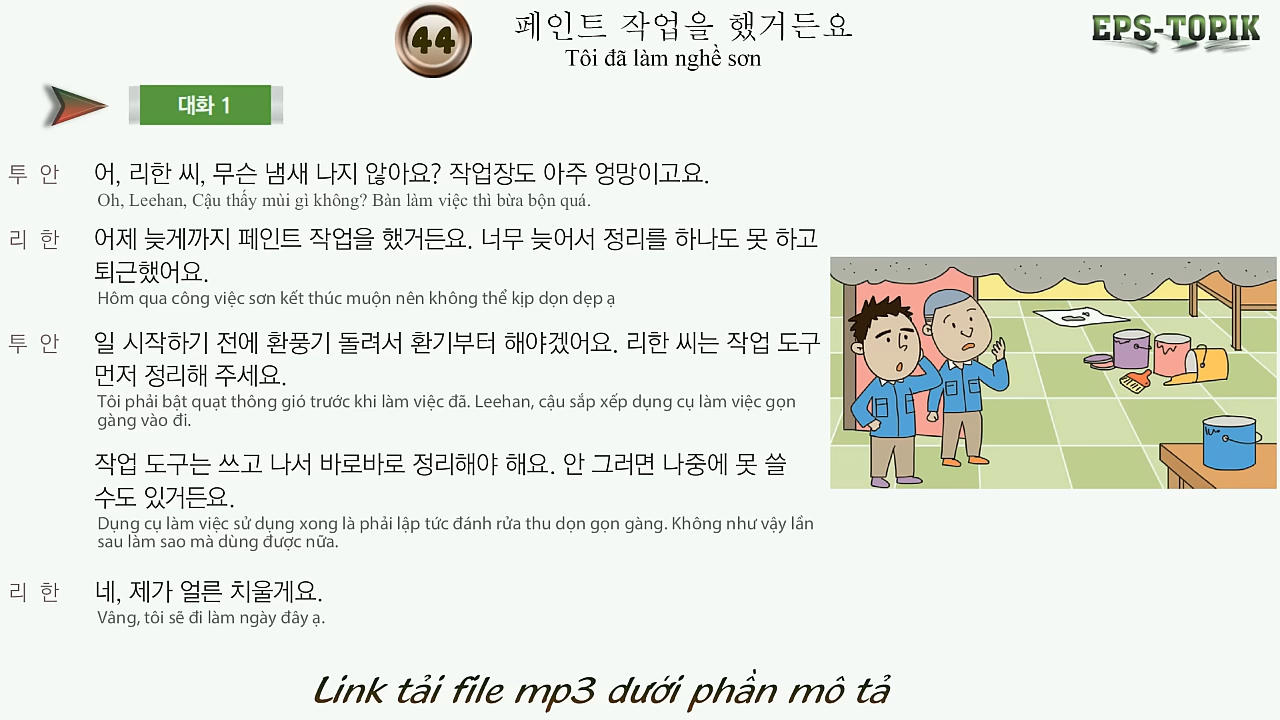 44
페인트 작업을 했거든요
Tôi đã làm nghề sơn
EPS-TOPIK
대화 1
투 안 어, 리한 씨, 무슨 냄새 나지 않아요? 작업장도 아주 엉망이고요.
Oh, Leehan, Cậu thấy mùi gì không? Bàn làm việc thì bừa bộn quá.
리 한 어제 늦게까지 페인트 작업을 했거든요. 너무 늦어서 정리를 하나도 못 하고
퇴근했어요.
Hôm qua công việc sơn kết thúc muộn nên không thể kịp dọn dẹp ạ
투 안 일 시작하기 전에 환풍기 돌려서 환기부터 해야겠어요. 리한 씨는 작업 도구
먼저 정리해 주세요.
Tôi phải bật quạt thông gió trước khi làm việc đã. Leehan, cậu sắp xếp dụng cụ làm việc gọn
gàng vào đi.
작업 도구는 쓰고 나서 바로바로 정리해야 해요. 안 그러면 나중에 못 쓸
수도 있거든요.
Dụng cụ làm việc sử dụng xong là phải lập tức đánh rửa thu dọn gọn gàng. Không như vậy lần
sau làm sao mà dùng được nữa.
리 한 네, 제가 얼른 치울게요.
Vâng, tôi sẽ đi làm ngày đây ạ.
Link tải file mp3 dưới phần mô tả